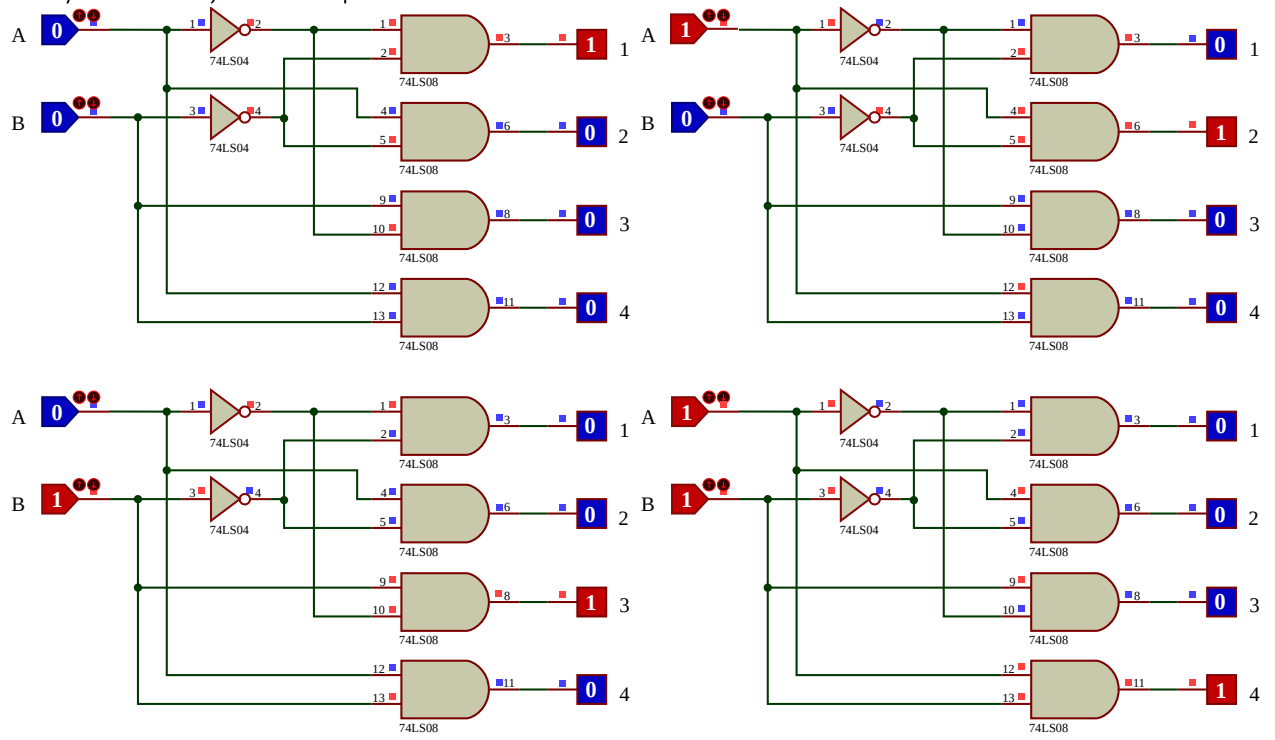 A 0 1 2 1 3 1 1
2
74LS04 74LS08
B 0 3 4 4 6 0 2
5
74LS04 74LS08
9 8 0 3
10
74LS08
12 11 0 4
13
74LS08
A 1 1 2 1 3 0 1
2
74LS04 74LS08
B 0 3 4 4 6 1 2
5
74LS04 74LS08
9 8 0 3
10
74LS08
12 11 0 4
13
74LS08
A 0 1 2 1 3 0 1
2
74LS04 74LS08
B 1 3 4 4 6 0 2
5
74LS04 74LS08
9 8 1 3
10
74LS08
12 11 0 4
13
74LS08
A 1 1 2 1 3 0 1
2
74LS04 74LS08
B 1 3 4 4 6 0 2
5
74LS04 74LS08
9 8 0 3
10
74LS08
12 11 1 4
13
74LS08